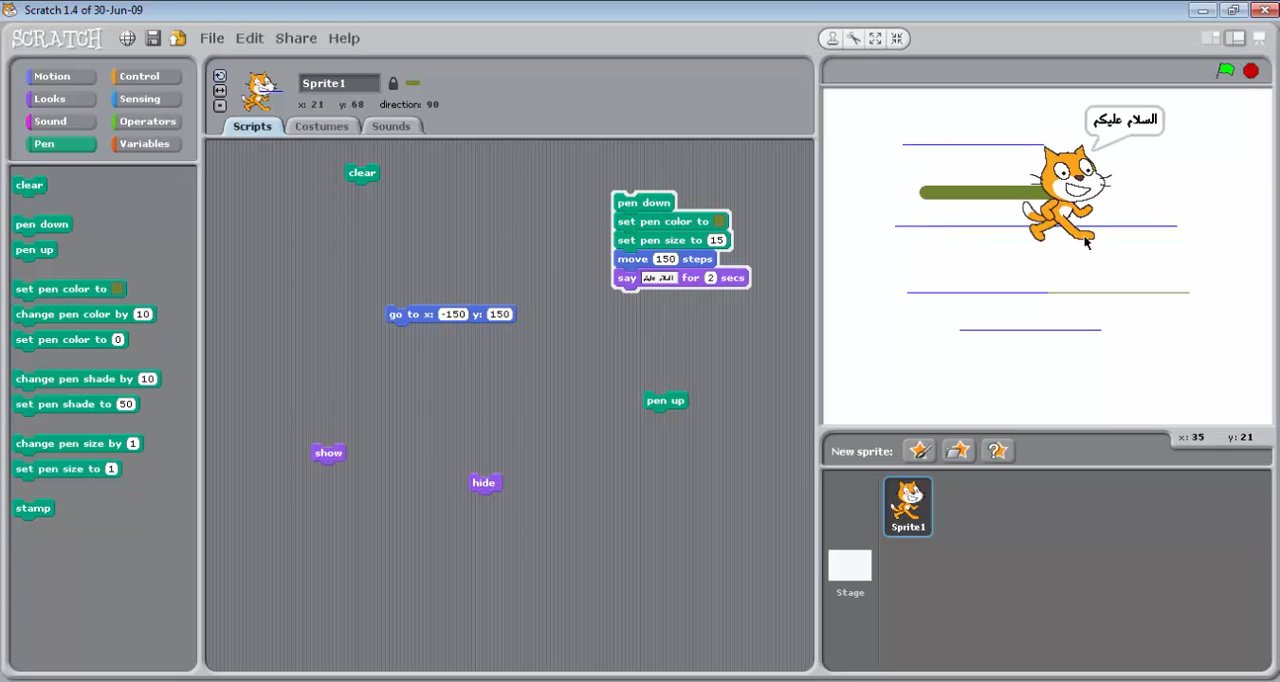 Scratch 1.4 of 30-Jun-09
SCRATCH
File Edit Share Help
Motion Control
Looks Sensing
Sound Operators
Pen Variables
clear
pen down
pen up
set pen color to
change pen color by 10
set pen color to 0
change pen shade by 10
set pen shade to 50
change pen size by 1
set pen size to 1
stamp
Sprite1
x: 21 y: 68 direction: 90
Scripts Costumes Sounds
clear
pen down
set pen color to
set pen size to 15
move 150 steps
say السلام عليكم for 2 secs
go to x: -150 y: 150
pen up
show
hide
السلام عليكم
x: 35 y: 21
New sprite:
Sprite1
Stage